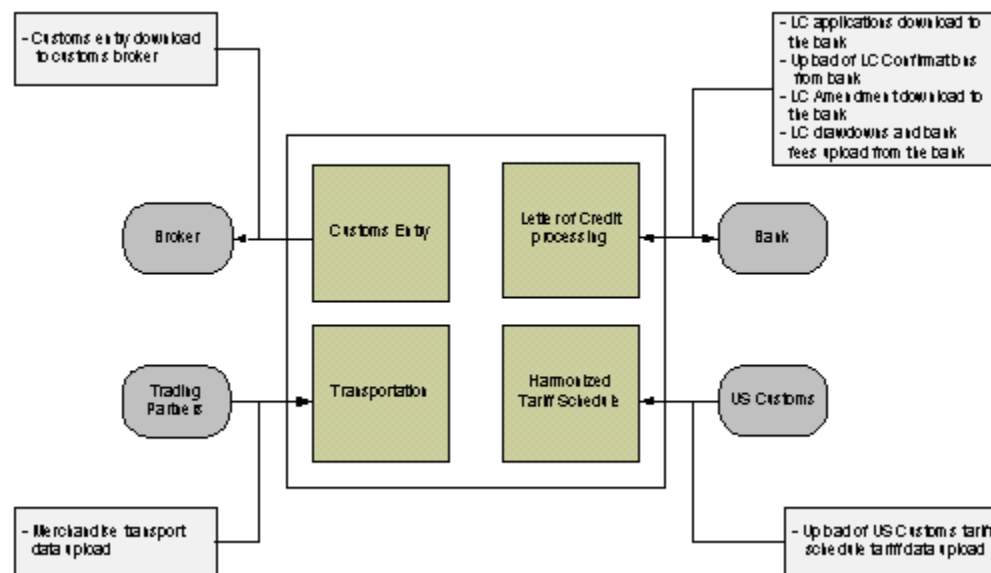 - Customs entry download
to customs broker
- LC applications download to
the bank
- Upload of LC Confirmations
from bank
- LC Amendment download to
the bank
- LC drawdowns and bank
fees upload from the bank
Broker
Customs Entry
Letter of Credit
processing
Bank
Trading
Partners
Transportation
Harmonized
Tariff Schedule
US Customs
- Merchandise transport
data upload
- Upload of US Customs tariff
schedule tariff data upload